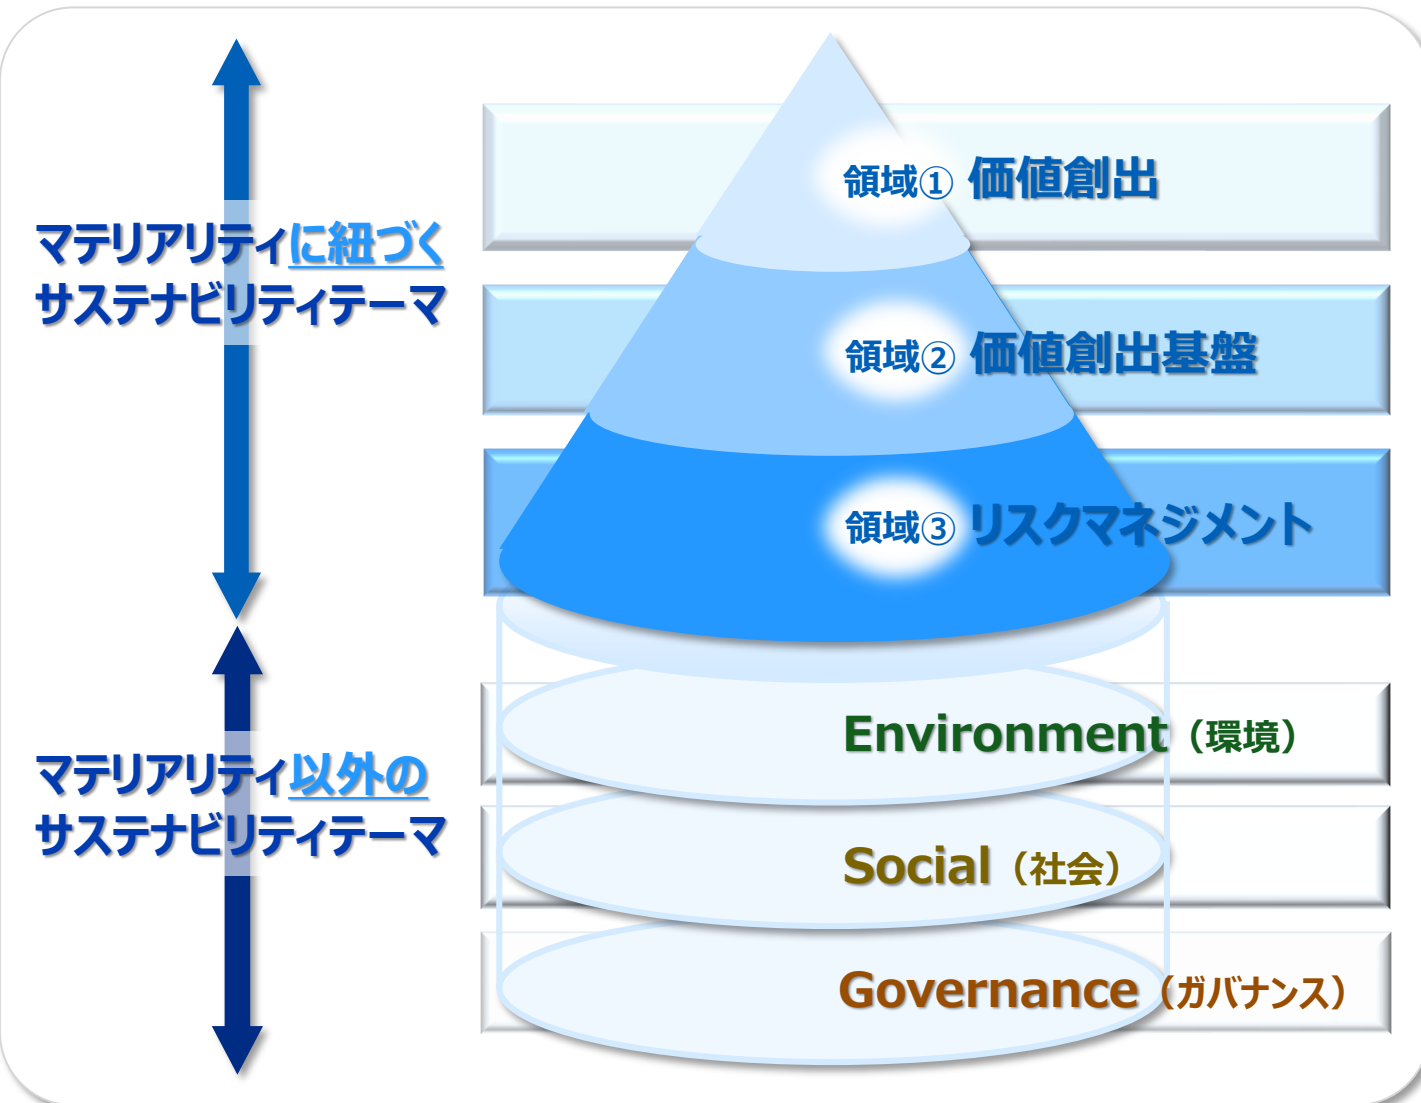 マテリアリティに紐づく
サステナビリティテーマ
領域① 価値創出
領域② 価値創出基盤
領域③ リスクマネジメント
マテリアリティ以外の
サステナビリティテーマ
Environment（環境）
Social（社会）
Governance（ガバナンス）